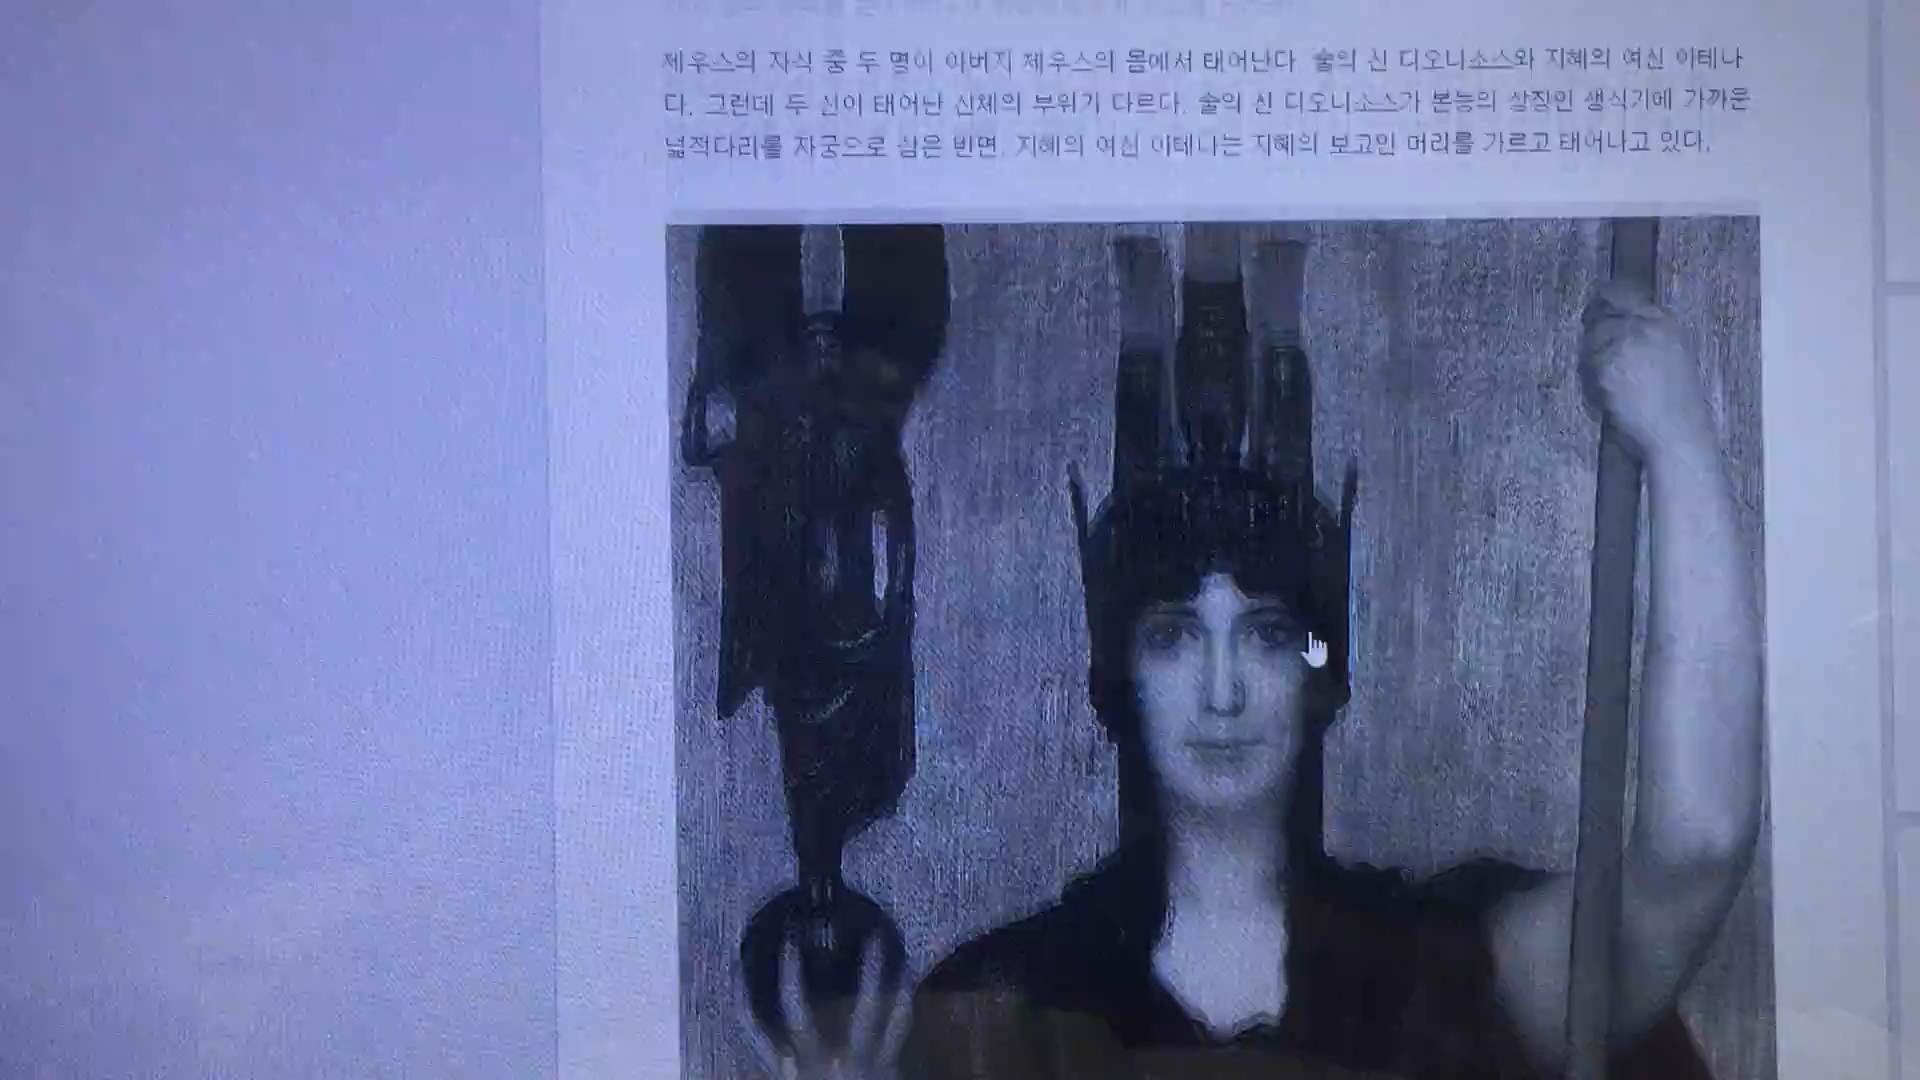 제우스의 자식 중 두 명이 아버지 제우스의 몸에서 태어난다. 술의 신 디오니소스와 지혜의 여신 아테나
다. 그런데 두 신이 태어난 신체의 부위가 다르다. 술의 신 디오니소스가 본능의 상징인 생식기에 가까운
넓적다리를 자궁으로 삼은 반면, 지혜의 여신 아테나는 지혜의 보고인 머리를 가르고 태어나고 있다.